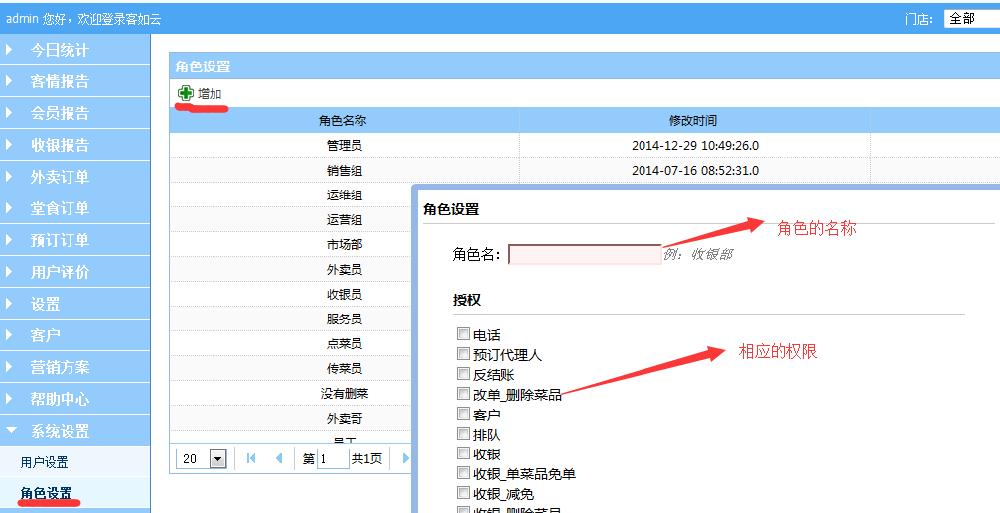 admin 您好，欢迎登录客如云
门店： 全部
今日统计
客情报告
会员报告
收银报告
外卖订单
堂食订单
预订订单
用户评价
设置
客户
营销方案
帮助中心
系统设置
用户设置
角色设置
角色设置
增加
角色名称 修改时间
管理员 2014-12-29 10:49:26.0
销售组 2014-07-16 08:52:31.0
运维组
运营组
市场部
外卖员
收银员
服务员
点菜员
传菜员
没有删菜
外卖哥
员工
20 第 1 共1页
角色设置
角色名： 例：收银部
角色的名称
授权
电话
预订代理人
反结账
改单_删除菜品
相应的权限
客户
排队
收银
收银_单菜品免单
收银_减免
收银_删除菜品